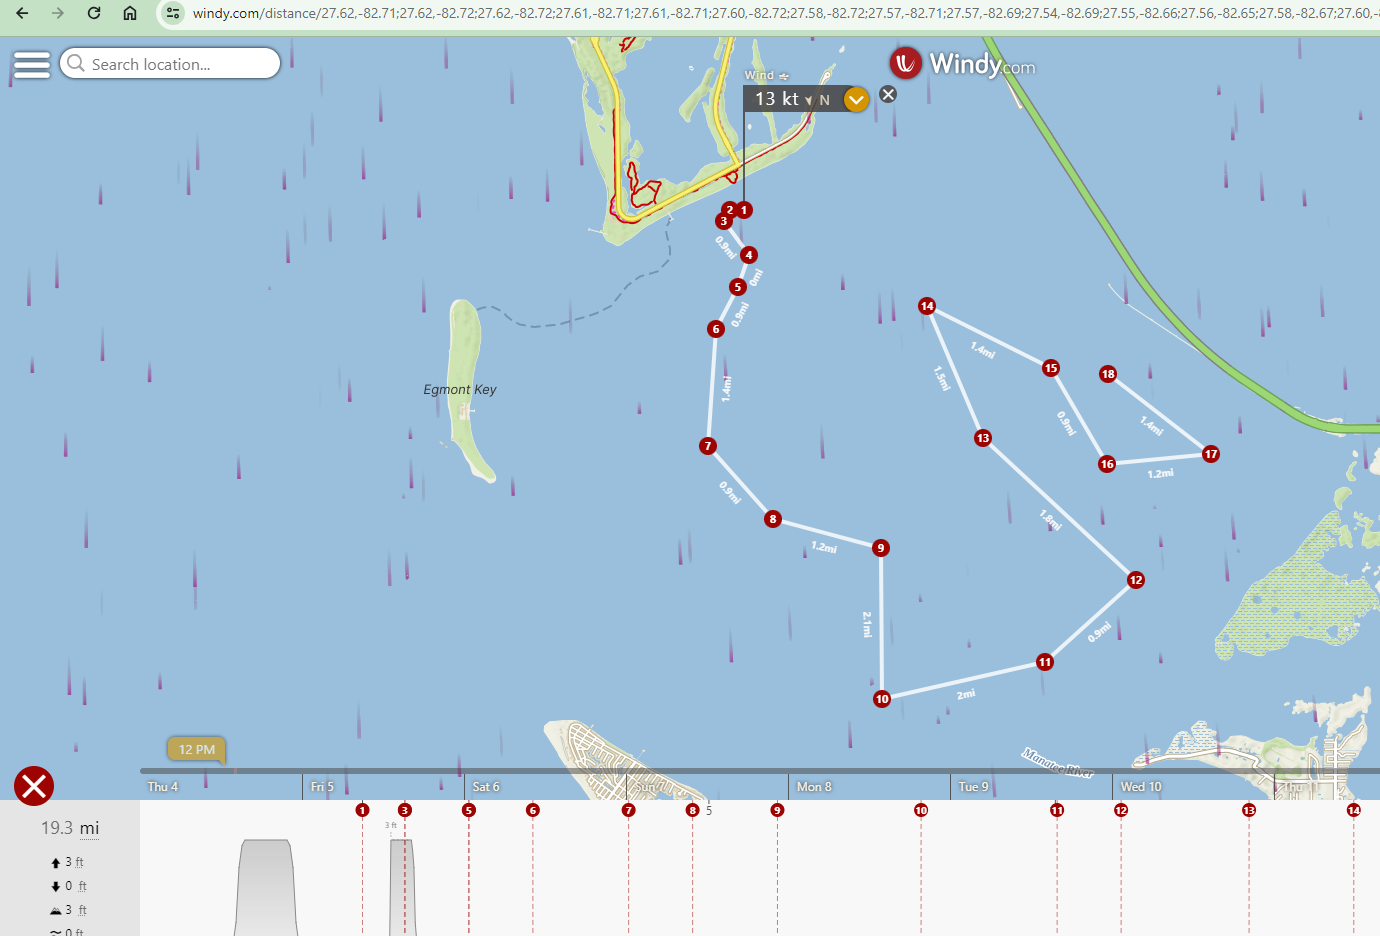 windy.com/distance/27.62,-82.71;27.62,-82.72;27.62,-82.72;27.61,-82.71;27.61,-82.71;27.60,-82.72;27.58,-82.72;27.57,-82.71;27.57,-82.69;27.54,-82.69;27.55,-82.66;27.56,-82.65;27.58,-82.67;27.60,-8
Search location...
Windy.com
Wind
13 kt N
2 1
3
0.9mi
4
0mi
5
0.9mi
6
14
1.4mi
15
18
1.5mi
Egmont Key
1.4mi
0.9mi
1.4mi
13
7
17
16
1.2mi
0.9mi
8
1.8mi
1.2mi
9
12
2.1mi
0.9mi
11
2mi
10
12 PM
Manatee River
Thu 4
Fri 5
Sat 6
Sun 7
Mon 8
Tue 9
Wed 10
Thu 11
1 3 5 6 7 8 5 9 10 11 12 13 14
3 ft
19.3 mi
3 ft
0 ft
3 ft
0 ft